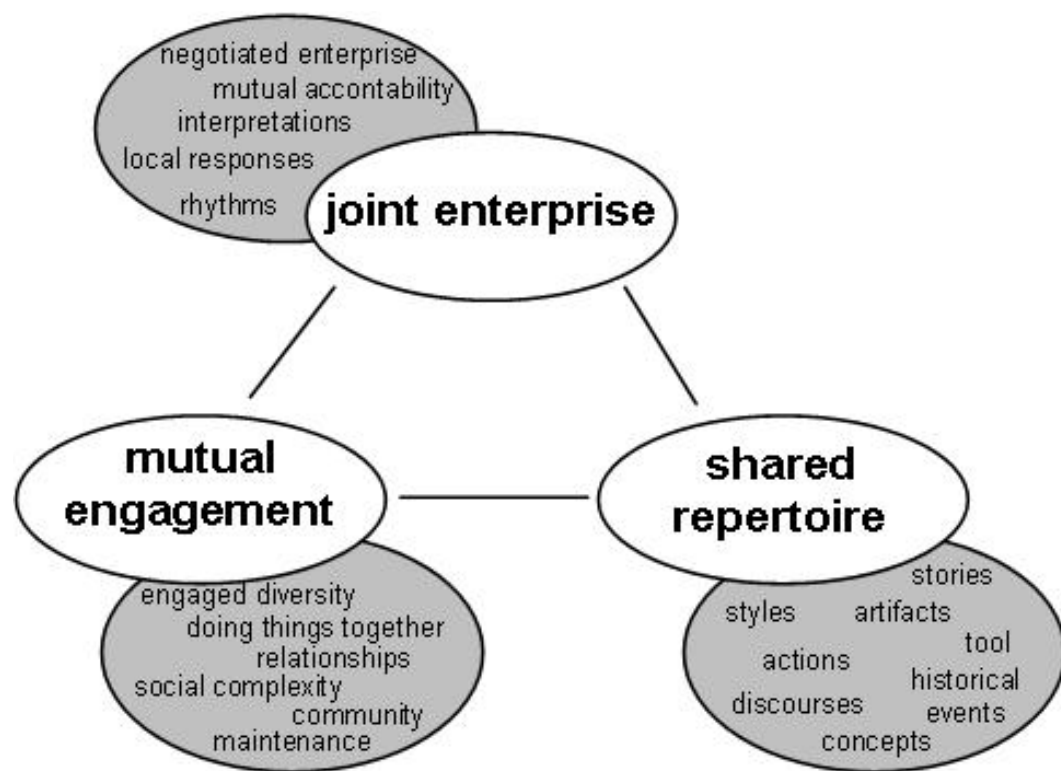 negotiated enterprise
mutual accontability
interpretations
local responses
rhythms
joint enterprise
mutual
engagement
engaged diversity
doing things together
relationships
social complexity
community
maintenance
shared
repertoire
stories
styles artifacts
tool
actions
historical
discourses
events
concepts